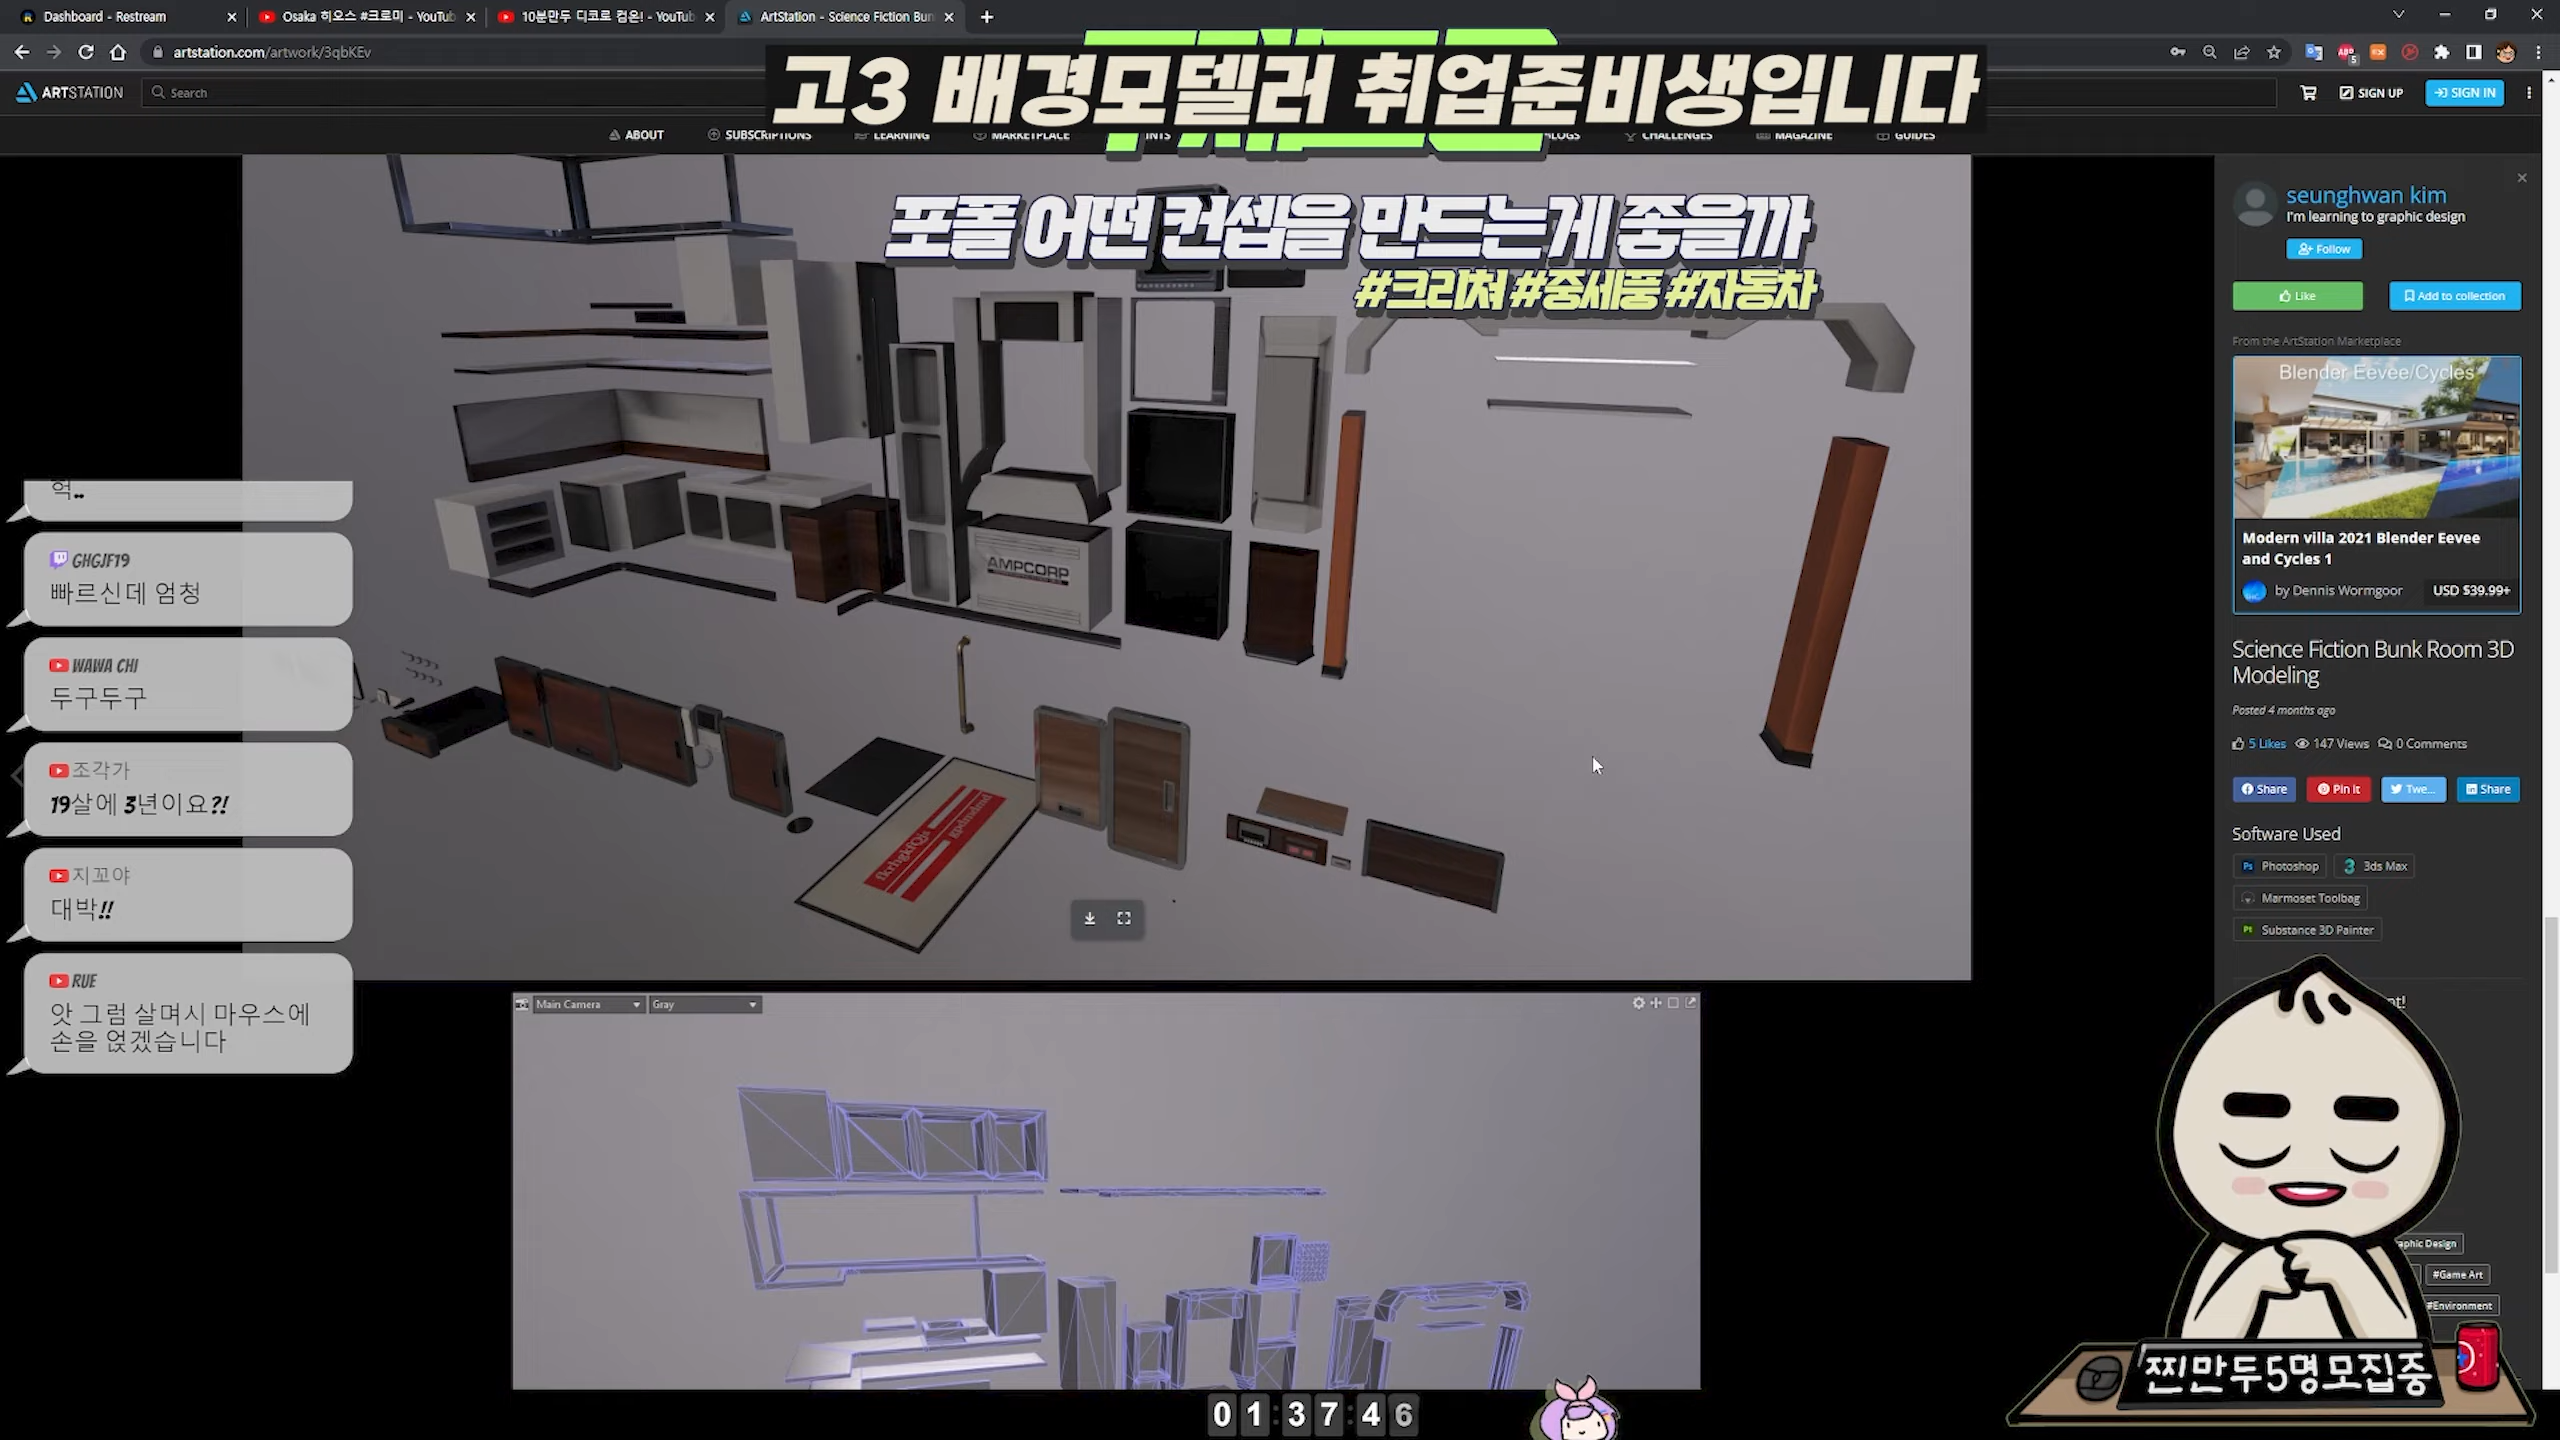 Dashboard - Restream
Osaka 히오스 #크로미 - YouTub
10분만두 디코로 컴온! - YouTub
ArtStation - Science Fiction Bun
artstation.com/artwork/3qbKEv
고3 배경모델러 취업준비생입니다
ARTSTATION
Search
SIGN UP
SIGN IN
ABOUT
SUBSCRIPTIONS
LEARNING
MARKETPLACE
INTS
BLOGS
CHALLENGES
MAGAZINE
GUIDES
포폴 어떤 컨셉을 만드는게 좋을까
#크리쳐 #중세풍 #자동차
seunghwan kim
I'm learning to graphic design
Follow
Like
Add to collection
From the ArtStation Marketplace
Blender Eevee/Cycles
Modern villa 2021 Blender Eevee
and Cycles 1
by Dennis Wormgoor
USD $39.99+
Science Fiction Bunk Room 3D
Modeling
Posted 4 months ago
5 Likes
147 Views
0 Comments
Share
Pin It
Twe...
Share
Software Used
Photoshop
3ds Max
Marmoset Toolbag
Substance 3D Painter
AMPCORP
헉..
GHGJF19
빠르신데 엄청
WAWA CHI
두구두구
조각가
19살에 3년이요?!
지꼬야
대박!!
RUE
앗 그럼 살며시 마우스에
손을 얹겠습니다
Main Camera
Gray
aphic Design
#Game Art
#Environment
찐만두5명모집중
01:37:46